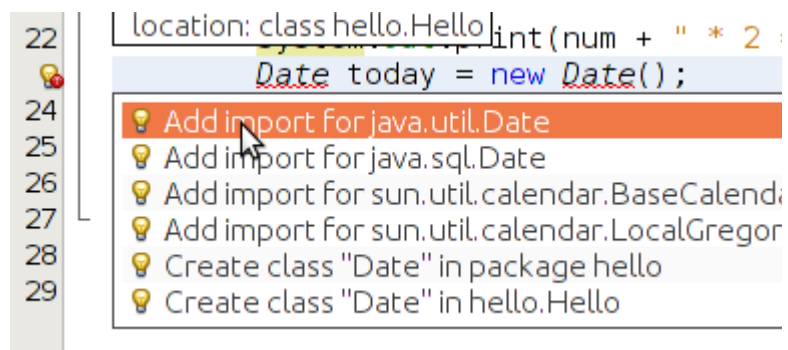 location: class hello.Hello
22 .print(num + " * 2
Date today = new Date();
24 Add import for java.util.Date
25 Add import for java.sql.Date
26 Add import for sun.util.calendar.BaseCalenda
27 Add import for sun.util.calendar.LocalGregor
28 Create class "Date" in package hello
29 Create class "Date" in hello.Hello